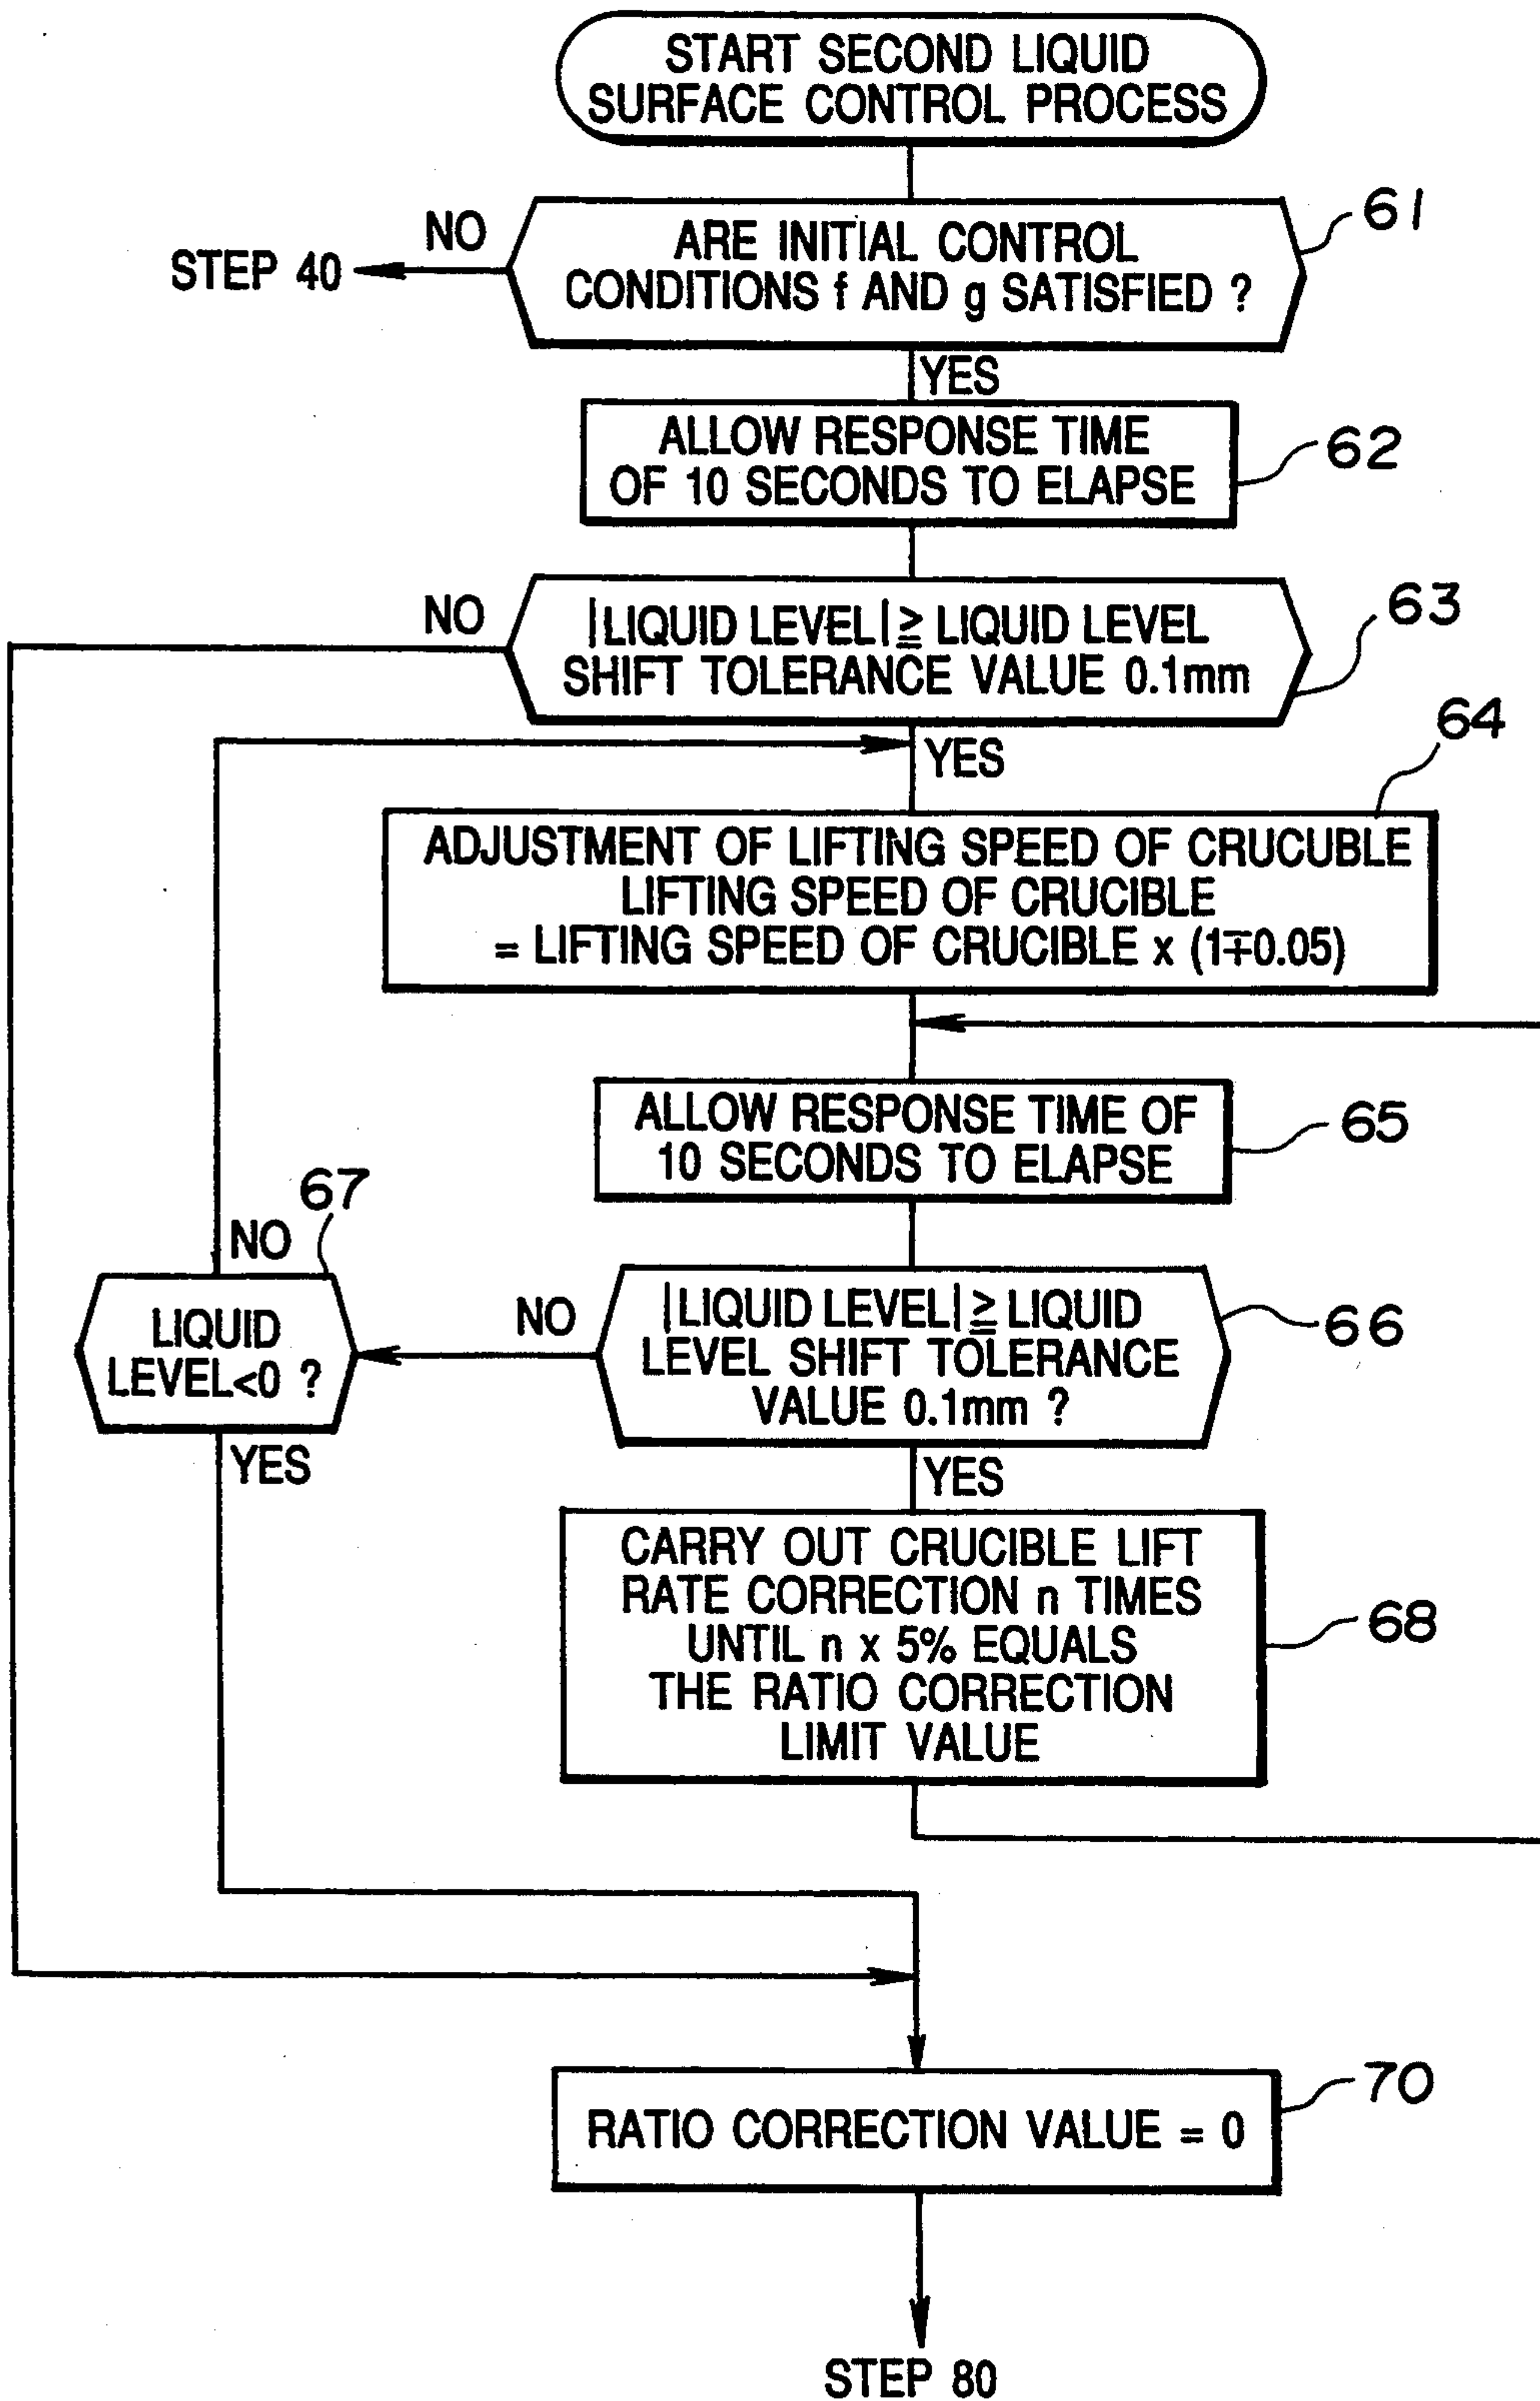 START SECOND LIQUID
SURFACE CONTROL PROCESS
61
NO
ARE INITIAL CONTROL
CONDITIONS f AND g SATISFIED ?
STEP 40
YES
ALLOW RESPONSE TIME
OF 10 SECONDS TO ELAPSE
62
NO
|LIQUID LEVEL| ≧ LIQUID LEVEL
SHIFT TOLERANCE VALUE 0.1mm
63
YES
64
ADJUSTMENT OF LIFTING SPEED OF CRUCUBLE
LIFTING SPEED OF CRUCIBLE
= LIFTING SPEED OF CRUCIBLE x (1∓0.05)
ALLOW RESPONSE TIME OF
10 SECONDS TO ELAPSE
65
67
NO
LIQUID
LEVEL<0 ?
NO
|LIQUID LEVEL| ≧ LIQUID
LEVEL SHIFT TOLERANCE
VALUE 0.1mm ?
66
YES
YES
CARRY OUT CRUCIBLE LIFT
RATE CORRECTION n TIMES
UNTIL n x 5% EQUALS
THE RATIO CORRECTION
LIMIT VALUE
68
RATIO CORRECTION VALUE = 0
70
STEP 80